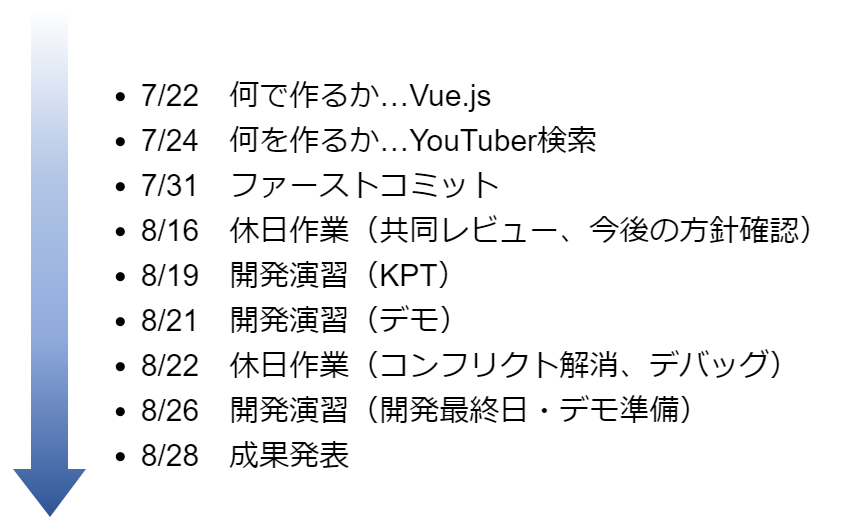 • 7/22　何で作るか…Vue.js
• 7/24　何を作るか…YouTuber検索
• 7/31　ファーストコミット
• 8/16　休日作業（共同レビュー、今後の方針確認）
• 8/19　開発演習（KPT）
• 8/21　開発演習（デモ）
• 8/22　休日作業（コンフリクト解消、デバッグ）
• 8/26　開発演習（開発最終日・デモ準備）
• 8/28　成果発表